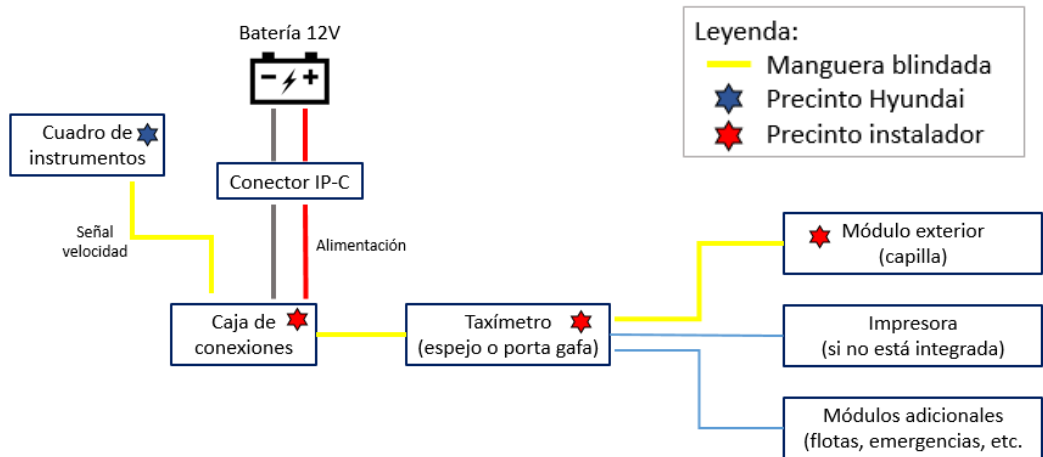 Batería 12V
Leyenda:
Manguera blindada
Precinto Hyundai
Precinto instalador
Cuadro de
instrumentos
Conector IP-C
Señal
velocidad
Alimentación
Módulo exterior
(capilla)
Caja de
conexiones
Taxímetro
(espejo o porta gafa)
Impresora
(si no está integrada)
Módulos adicionales
(flotas, emergencias, etc.